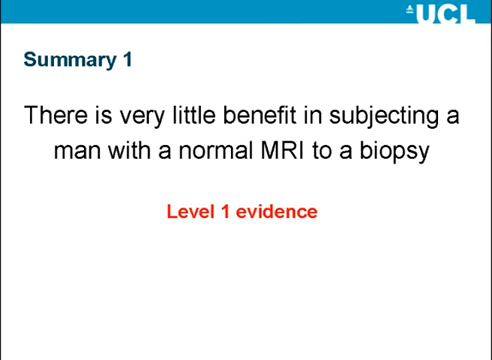 UCL
Summary 1
There is very little benefit in subjecting a
man with a normal MRI to a biopsy
Level 1 evidence